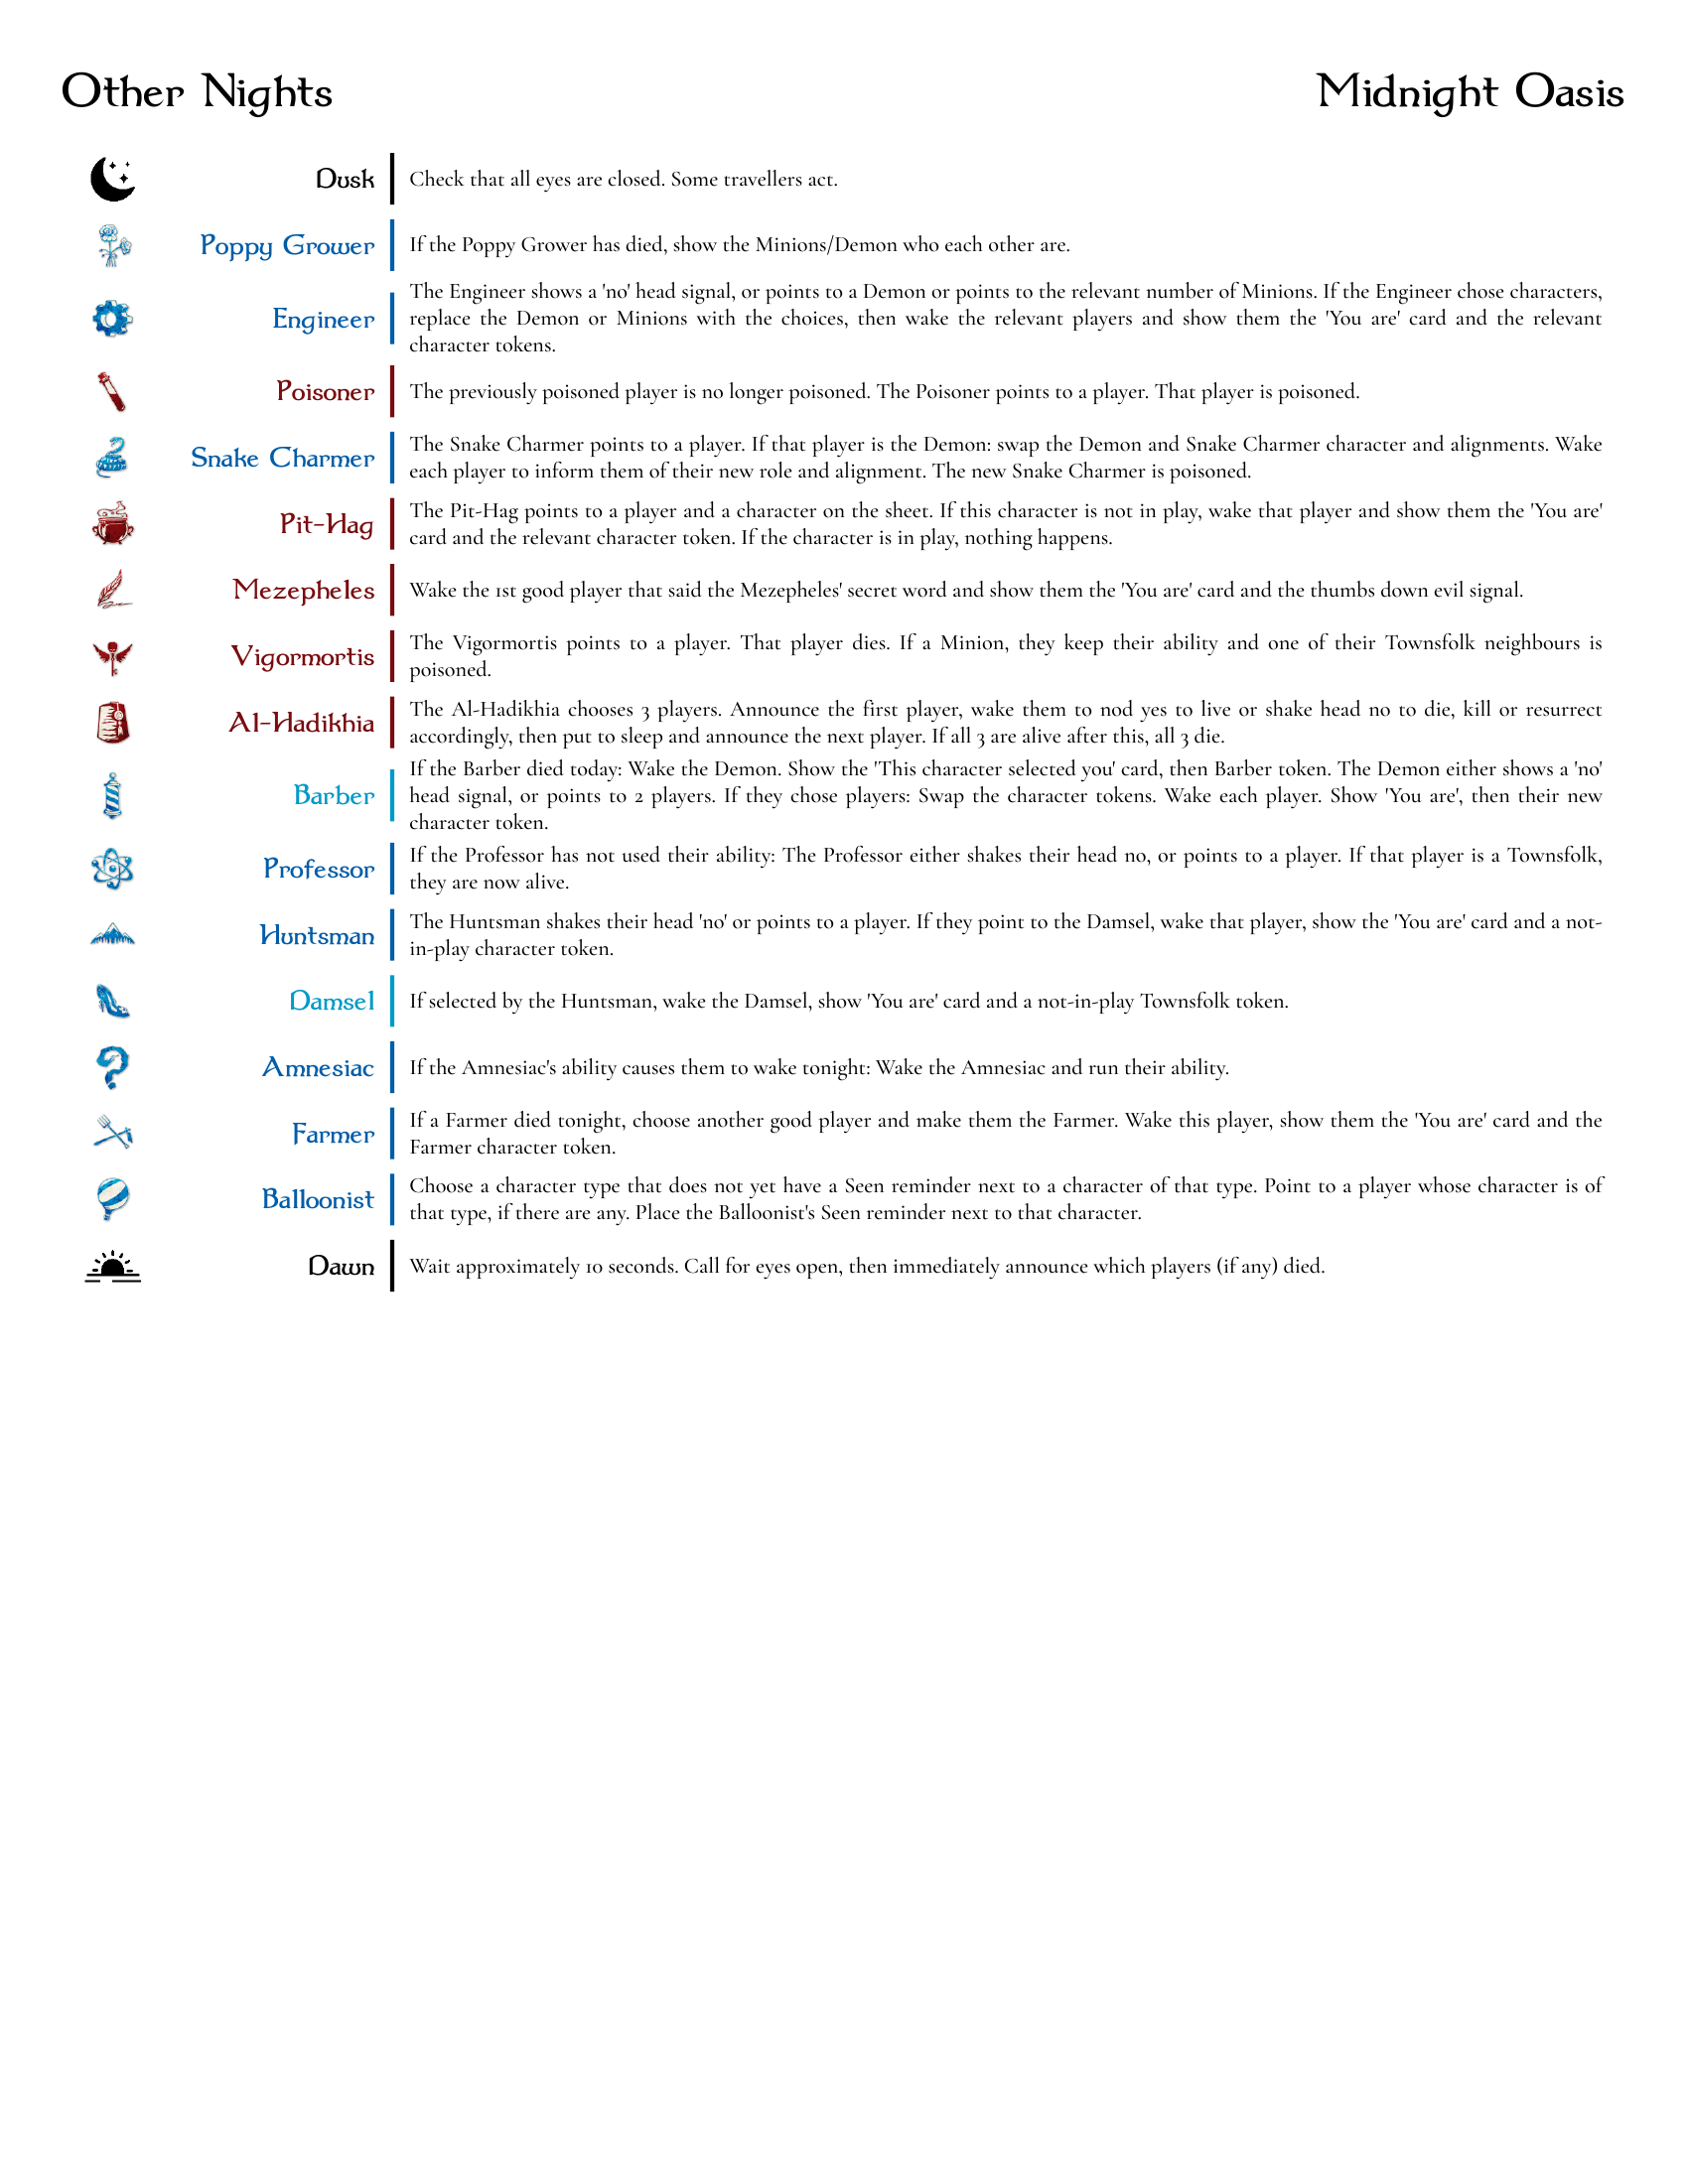 Other Nights
Midnight Oasis
Dusk
Check that all eyes are closed. Some travellers act.
Poppy Grower
If the Poppy Grower has died, show the Minions/Demon who each other are.
Engineer
The Engineer shows a 'no' head signal, or points to a Demon or points to the relevant number of Minions. If the Engineer chose characters,
replace the Demon or Minions with the choices, then wake the relevant players and show them the 'You are' card and the relevant
character tokens.
Poisoner
The previously poisoned player is no longer poisoned. The Poisoner points to a player. That player is poisoned.
Snake Charmer
The Snake Charmer points to a player. If that player is the Demon: swap the Demon and Snake Charmer character and alignments. Wake
each player to inform them of their new role and alignment. The new Snake Charmer is poisoned.
Pit-Hag
The Pit-Hag points to a player and a character on the sheet. If this character is not in play, wake that player and show them the 'You are'
card and the relevant character token. If the character is in play, nothing happens.
Mezepheles
Wake the 1st good player that said the Mezepheles' secret word and show them the 'You are' card and the thumbs down evil signal.
Vigormortis
The Vigormortis points to a player. That player dies. If a Minion, they keep their ability and one of their Townsfolk neighbours is
poisoned.
Al-Hadikhia
The Al-Hadikhia chooses 3 players. Announce the first player, wake them to nod yes to live or shake head no to die, kill or resurrect
accordingly, then put to sleep and announce the next player. If all 3 are alive after this, all 3 die.
Barber
If the Barber died today: Wake the Demon. Show the 'This character selected you' card, then Barber token. The Demon either shows a 'no'
head signal, or points to 2 players. If they chose players: Swap the character tokens. Wake each player. Show 'You are', then their new
character token.
Professor
If the Professor has not used their ability: The Professor either shakes their head no, or points to a player. If that player is a Townsfolk,
they are now alive.
Huntsman
The Huntsman shakes their head 'no' or points to a player. If they point to the Damsel, wake that player, show the 'You are' card and a not-
in-play character token.
Damsel
If selected by the Huntsman, wake the Damsel, show 'You are' card and a not-in-play Townsfolk token.
Amnesiac
If the Amnesiac's ability causes them to wake tonight: Wake the Amnesiac and run their ability.
Farmer
If a Farmer died tonight, choose another good player and make them the Farmer. Wake this player, show them the 'You are' card and the
Farmer character token.
Balloonist
Choose a character type that does not yet have a Seen reminder next to a character of that type. Point to a player whose character is of
that type, if there are any. Place the Balloonist's Seen reminder next to that character.
Dawn
Wait approximately 10 seconds. Call for eyes open, then immediately announce which players (if any) died.